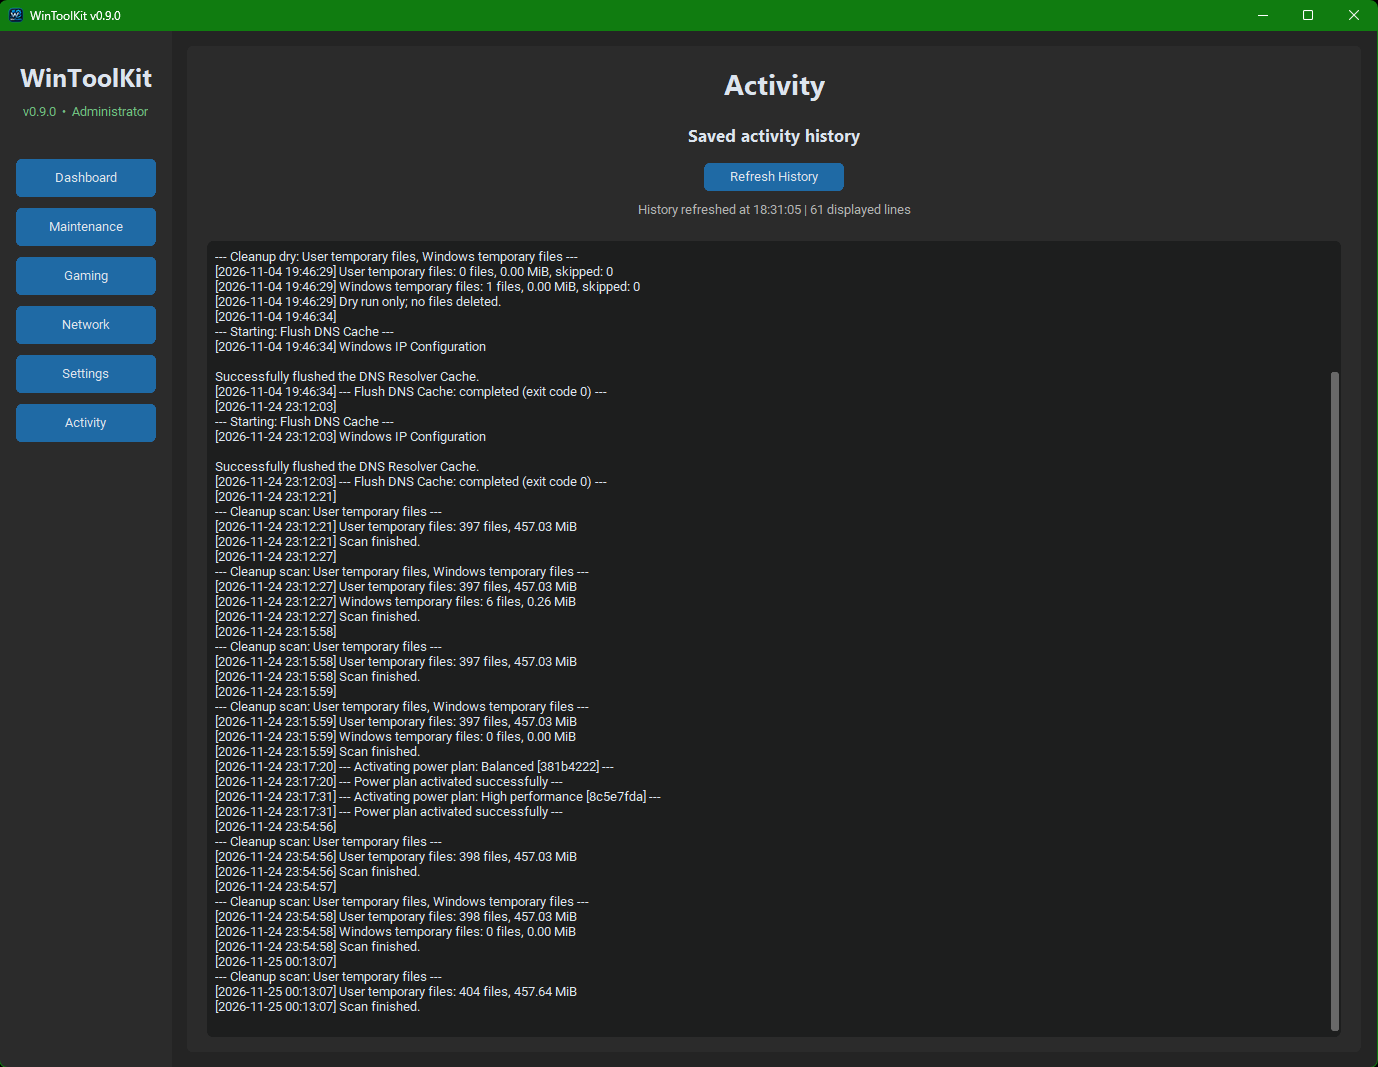 WinToolKit v0.9.0
WinToolKit
v0.9.0 • Administrator
Dashboard
Maintenance
Gaming
Network
Settings
Activity
Activity
Saved activity history
Refresh History
History refreshed at 18:31:05 | 61 displayed lines
--- Cleanup dry: User temporary files, Windows temporary files ---
[2026-11-04 19:46:29] User temporary files: 0 files, 0.00 MiB, skipped: 0
[2026-11-04 19:46:29] Windows temporary files: 1 files, 0.00 MiB, skipped: 0
[2026-11-04 19:46:29] Dry run only; no files deleted.
[2026-11-04 19:46:34]
--- Starting: Flush DNS Cache ---
[2026-11-04 19:46:34] Windows IP Configuration
Successfully flushed the DNS Resolver Cache.
[2026-11-04 19:46:34] --- Flush DNS Cache: completed (exit code 0) ---
[2026-11-24 23:12:03]
--- Starting: Flush DNS Cache ---
[2026-11-24 23:12:03] Windows IP Configuration
Successfully flushed the DNS Resolver Cache.
[2026-11-24 23:12:03] --- Flush DNS Cache: completed (exit code 0) ---
[2026-11-24 23:12:21]
--- Cleanup scan: User temporary files ---
[2026-11-24 23:12:21] User temporary files: 397 files, 457.03 MiB
[2026-11-24 23:12:21] Scan finished.
[2026-11-24 23:12:27]
--- Cleanup scan: User temporary files, Windows temporary files ---
[2026-11-24 23:12:27] User temporary files: 397 files, 457.03 MiB
[2026-11-24 23:12:27] Windows temporary files: 6 files, 0.26 MiB
[2026-11-24 23:12:27] Scan finished.
[2026-11-24 23:15:58]
--- Cleanup scan: User temporary files ---
[2026-11-24 23:15:58] User temporary files: 397 files, 457.03 MiB
[2026-11-24 23:15:58] Scan finished.
[2026-11-24 23:15:59]
--- Cleanup scan: User temporary files, Windows temporary files ---
[2026-11-24 23:15:59] User temporary files: 397 files, 457.03 MiB
[2026-11-24 23:15:59] Windows temporary files: 0 files, 0.00 MiB
[2026-11-24 23:15:59] Scan finished.
[2026-11-24 23:17:20] --- Activating power plan: Balanced [381b4222] ---
[2026-11-24 23:17:20] --- Power plan activated successfully ---
[2026-11-24 23:17:31] --- Activating power plan: High performance [8c5e7fda] ---
[2026-11-24 23:17:31] --- Power plan activated successfully ---
[2026-11-24 23:54:56]
--- Cleanup scan: User temporary files ---
[2026-11-24 23:54:56] User temporary files: 398 files, 457.03 MiB
[2026-11-24 23:54:56] Scan finished.
[2026-11-24 23:54:57]
--- Cleanup scan: User temporary files, Windows temporary files ---
[2026-11-24 23:54:58] User temporary files: 398 files, 457.03 MiB
[2026-11-24 23:54:58] Windows temporary files: 0 files, 0.00 MiB
[2026-11-24 23:54:58] Scan finished.
[2026-11-25 00:13:07]
--- Cleanup scan: User temporary files ---
[2026-11-25 00:13:07] User temporary files: 404 files, 457.64 MiB
[2026-11-25 00:13:07] Scan finished.